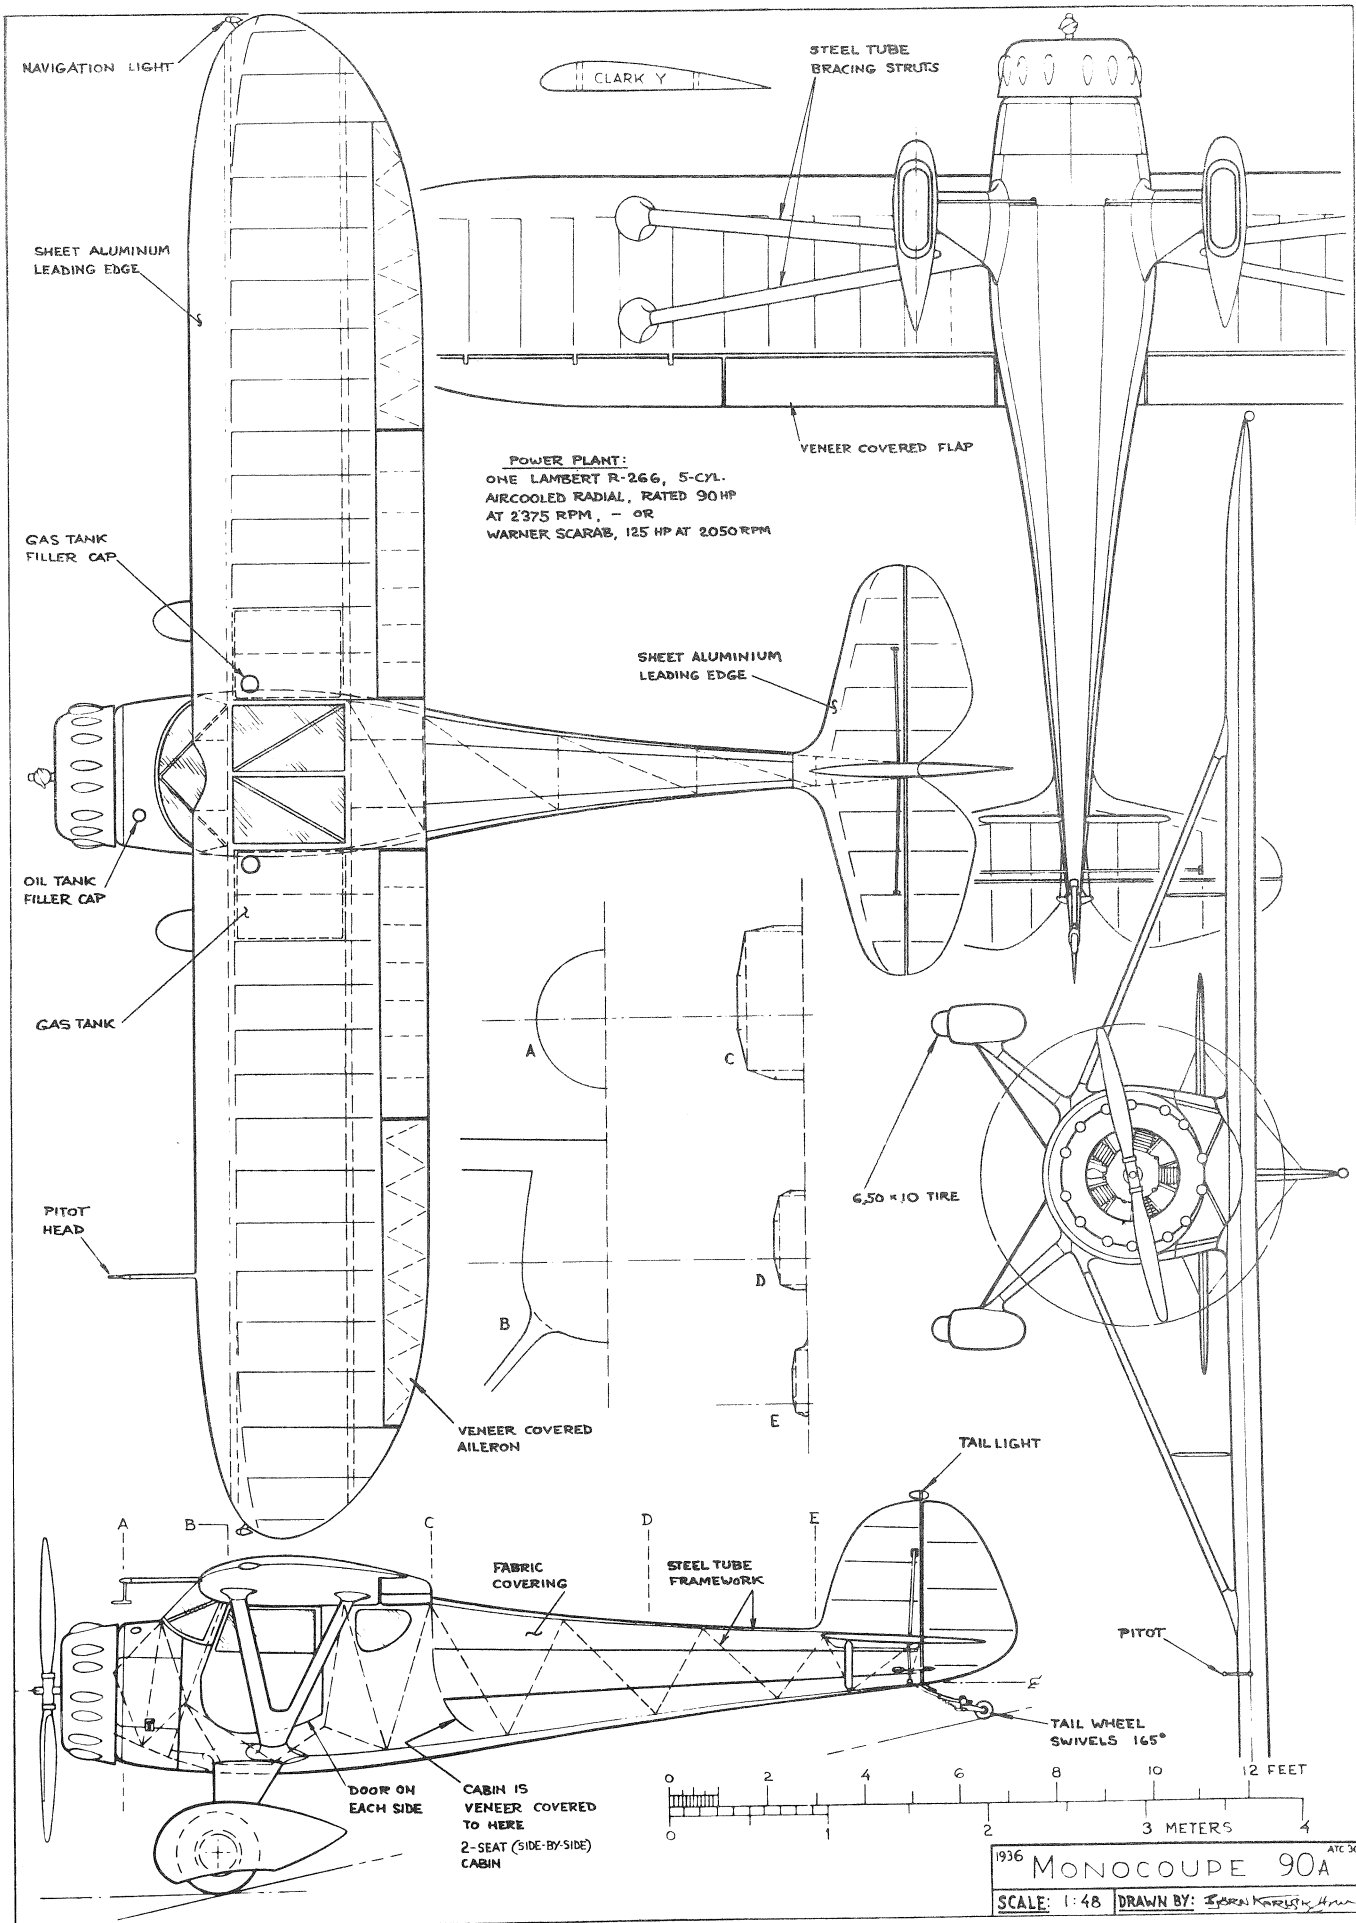 NAVIGATION LIGHT
CLARK Y
STEEL TUBE
BRACING STRUTS
SHEET ALUMINUM
LEADING EDGE
VENEER COVERED FLAP
POWER PLANT:
ONE LAMBERT R-266, 5-CYL.
AIRCOOLED RADIAL, RATED 90 HP
AT 2375 RPM, – OR
WARNER SCARAB, 125 HP AT 2050 RPM
GAS TANK
FILLER CAP
SHEET ALUMINIUM
LEADING EDGE
OIL TANK
FILLER CAP
GAS TANK
A
C
6,50 x 10 TIRE
PITOT
HEAD
D
B
E
VENEER COVERED
AILERON
TAIL LIGHT
A
B
C
D
E
FABRIC
COVERING
STEEL TUBE
FRAMEWORK
PITOT
TAIL WHEEL
SWIVELS 165°
DOOR ON
EACH SIDE
CABIN IS
VENEER COVERED
TO HERE
2-SEAT (SIDE-BY-SIDE)
CABIN
0 2 4 6 8 10 12 FEET
0 1 2 3 METERS 4
1936 MONOCOUPE 90A ATC
SCALE: 1:48 DRAWN BY: BJÖRN KARLSTRÖM